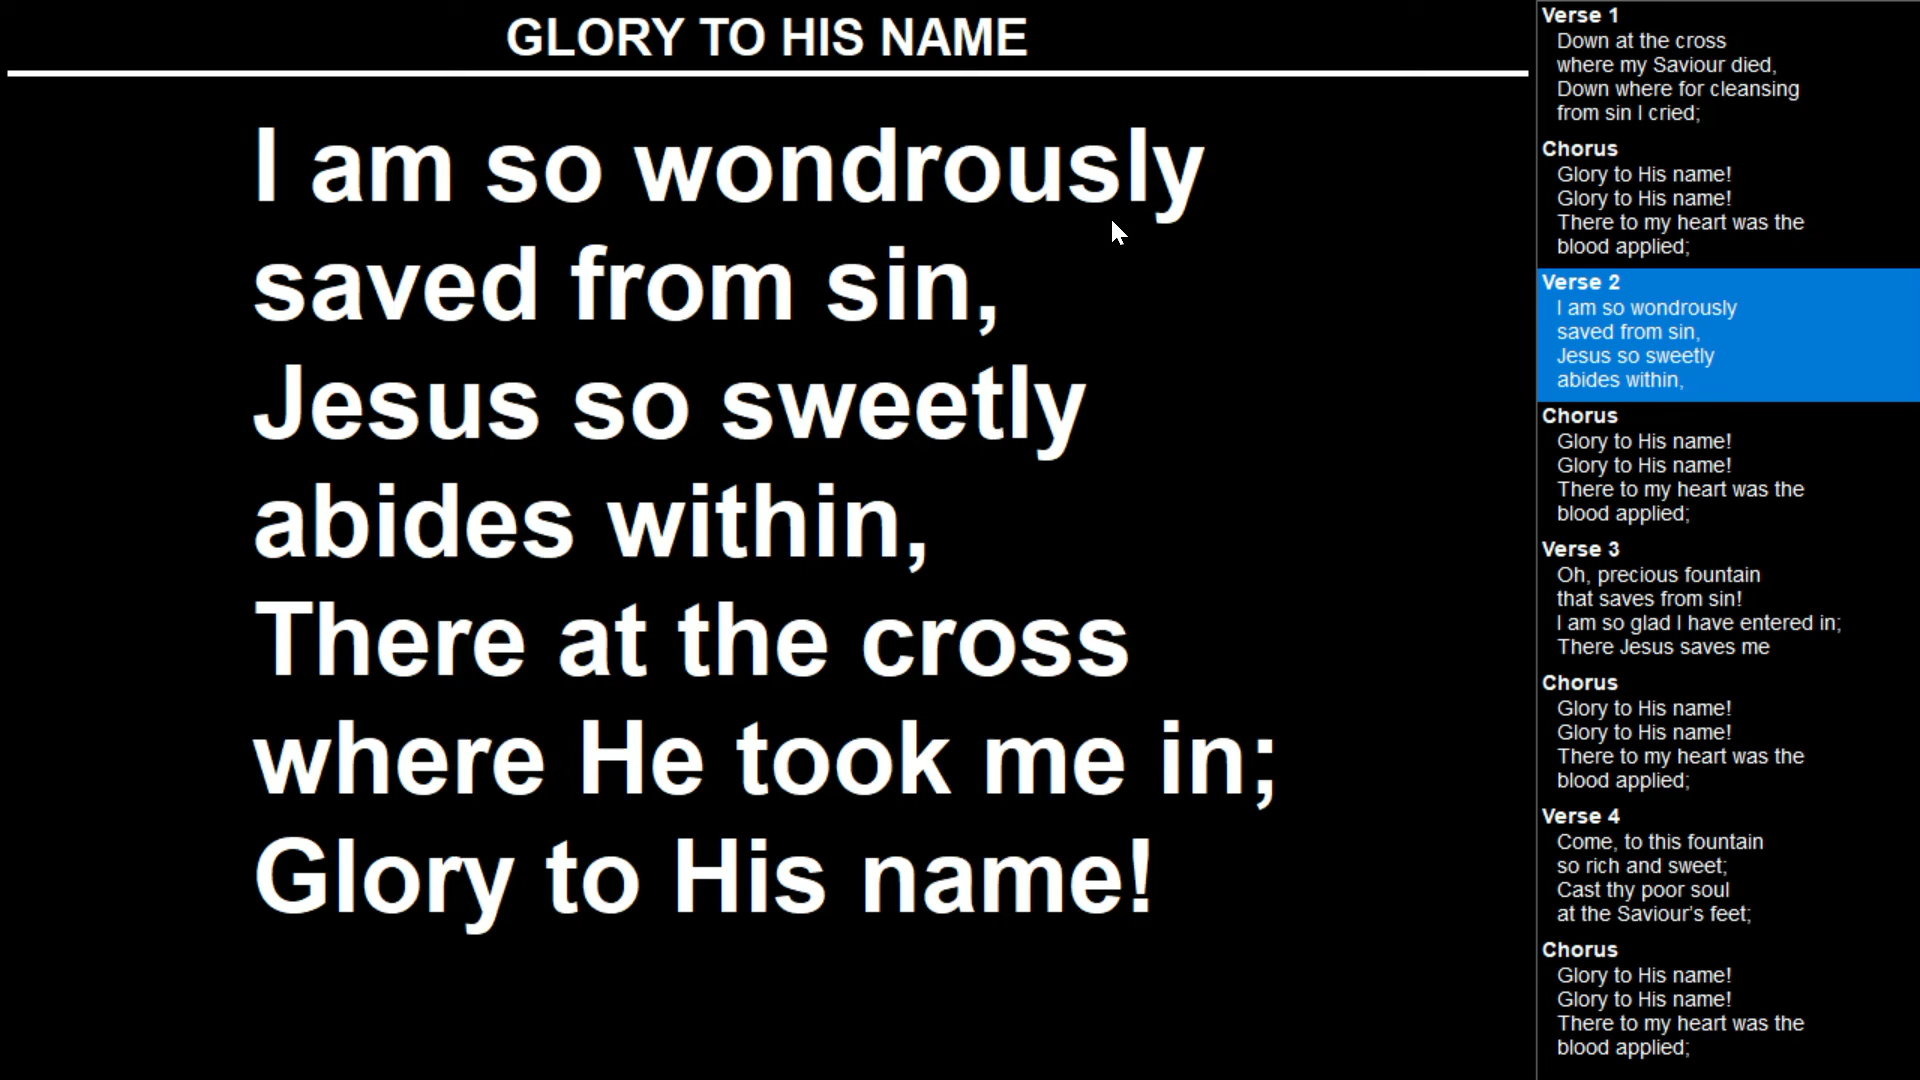 GLORY TO HIS NAME
I am so wondrously
saved from sin,
Jesus so sweetly
abides within,
There at the cross
where He took me in;
Glory to His name!
Verse 1
Down at the cross
where my Saviour died,
Down where for cleansing
from sin I cried;
Chorus
Glory to His name!
Glory to His name!
There to my heart was the
blood applied;
Verse 2
I am so wondrously
saved from sin,
Jesus so sweetly
abides within,
Chorus
Glory to His name!
Glory to His name!
There to my heart was the
blood applied;
Verse 3
Oh, precious fountain
that saves from sin!
I am so glad I have entered in;
There Jesus saves me
Chorus
Glory to His name!
Glory to His name!
There to my heart was the
blood applied;
Verse 4
Come, to this fountain
so rich and sweet;
Cast thy poor soul
at the Saviour's feet;
Chorus
Glory to His name!
Glory to His name!
There to my heart was the
blood applied;